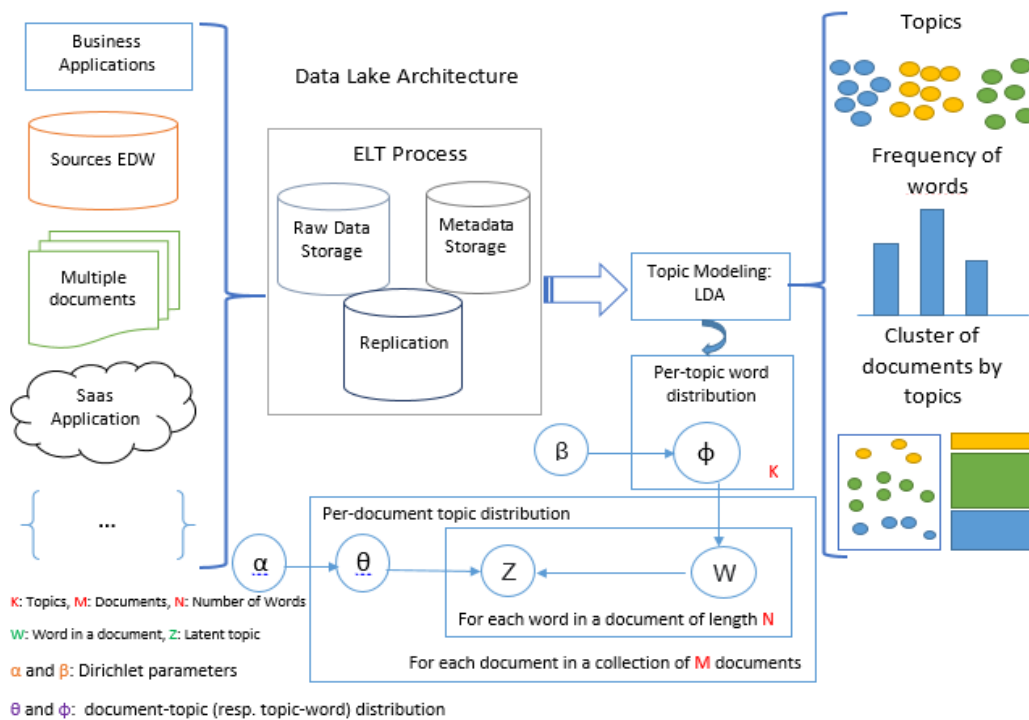 Business
Applications
Sources EDW
Multiple
documents
Saas
Application
...
Data Lake Architecture
ELT Process
Raw Data
Storage
Metadata
Storage
Replication
Topic Modeling:
LDA
Per-topic word
distribution
β
ϕ
K
Per-document topic distribution
α
θ
Z
W
For each word in a document of length N
For each document in a collection of M documents
Topics
Frequency of
words
Cluster of
documents by
topics
K: Topics, M: Documents, N: Number of Words
W: Word in a document, Z: Latent topic
α and β: Dirichlet parameters
θ and ϕ: document-topic (resp. topic-word) distribution